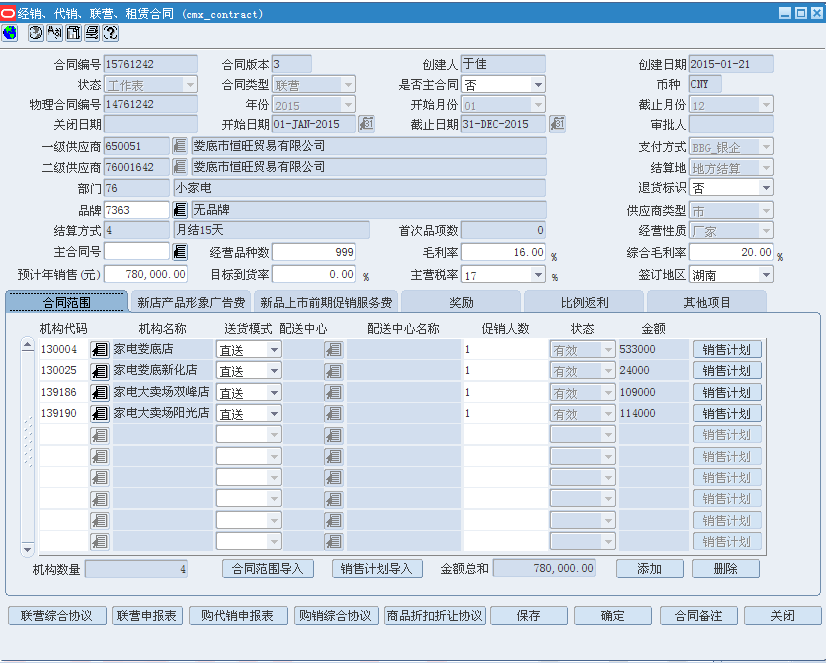 经销、代销、联营、租赁合同 (cmx_contract)
合同编号 15761242 合同版本 3 创建人 于佳 创建日期 2015-01-21
状态 工作表 合同类型 联营 是否主合同 否 币种 CNY
物理合同编号 14761242 年份 2015 开始月份 01 截止月份 12
关闭日期 开始日期 01-JAN-2015 截止日期 31-DEC-2015 审批人
一级供应商 650051 娄底市恒旺贸易有限公司 支付方式 BBG_银企
二级供应商 76001642 娄底市恒旺贸易有限公司 结算地 地方结算
部门 76 小家电 退货标识 否
品牌 7363 无品牌 供应商类型 市
结算方式 4 月结15天 首次品项数 0 经营性质 厂家
主合同号 经营品种数 999 毛利率 16.00 % 综合毛利率 20.00 %
预计年销售(元) 780,000.00 目标到货率 0.00 % 主营税率 17 % 签订地区 湖南
合同范围 新店产品形象广告费 新品上市前期促销服务费 奖励 比例返利 其他项目
机构代码 机构名称 送货模式 配送中心 配送中心名称 促销人数 状态 金额
130004 家电娄底店 直送 1 有效 533000 销售计划
130025 家电娄底新化店 直送 1 有效 24000 销售计划
139186 家电大卖场双峰店 直送 1 有效 109000 销售计划
139190 家电大卖场阳光店 直送 1 有效 114000 销售计划
销售计划
销售计划
销售计划
销售计划
销售计划
销售计划
机构数量 4 合同范围导入 销售计划导入 金额总和 780,000.00 添加 删除
联营综合协议 联营申报表 购代销申报表 购销综合协议 商品折扣折让协议 保存 确定 合同备注 关闭